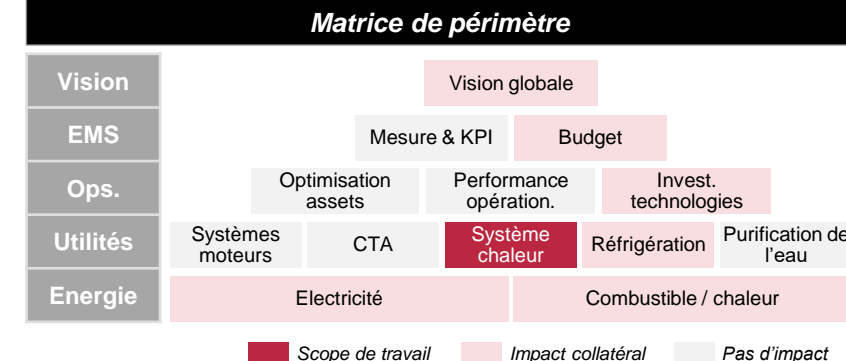 Matrice de périmètre
Vision
Vision globale
EMS
Mesure & KPI
Budget
Ops.
Optimisation
assets
Performance
opération.
Invest.
technologies
Utilités
Systèmes
moteurs
CTA
Système
chaleur
Réfrigération
Purification de
l'eau
Energie
Electricité
Combustible / chaleur
Scope de travail
Impact collatéral
Pas d'impact